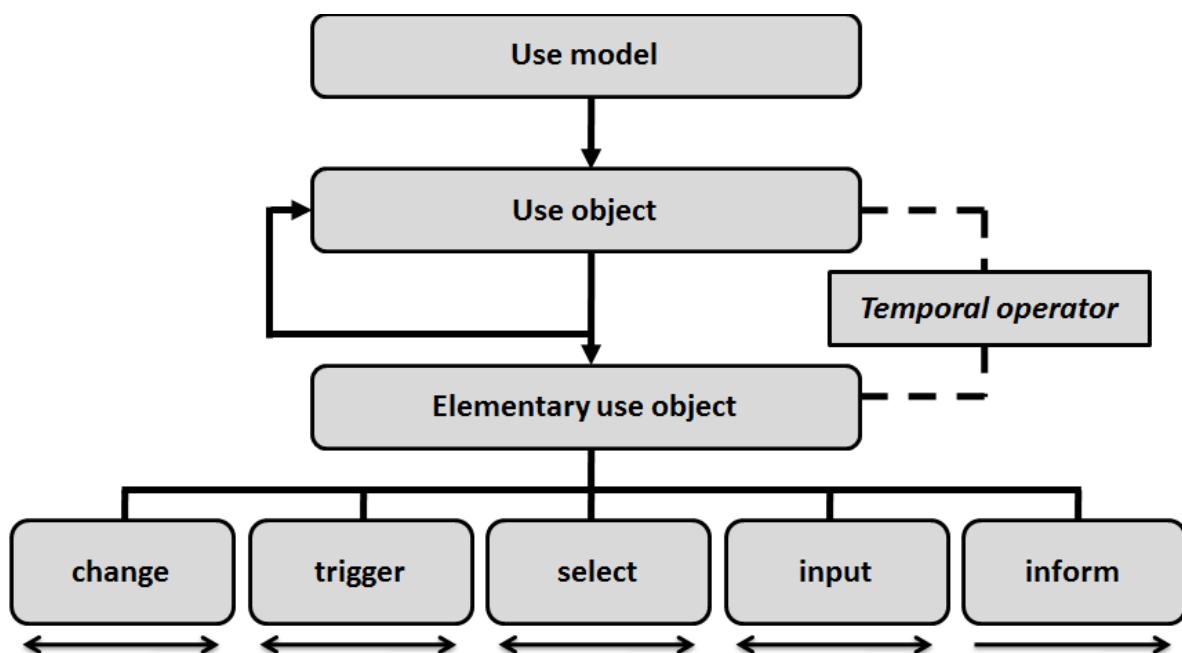 Use model
Use object
Temporal operator
Elementary use object
change
trigger
select
input
inform